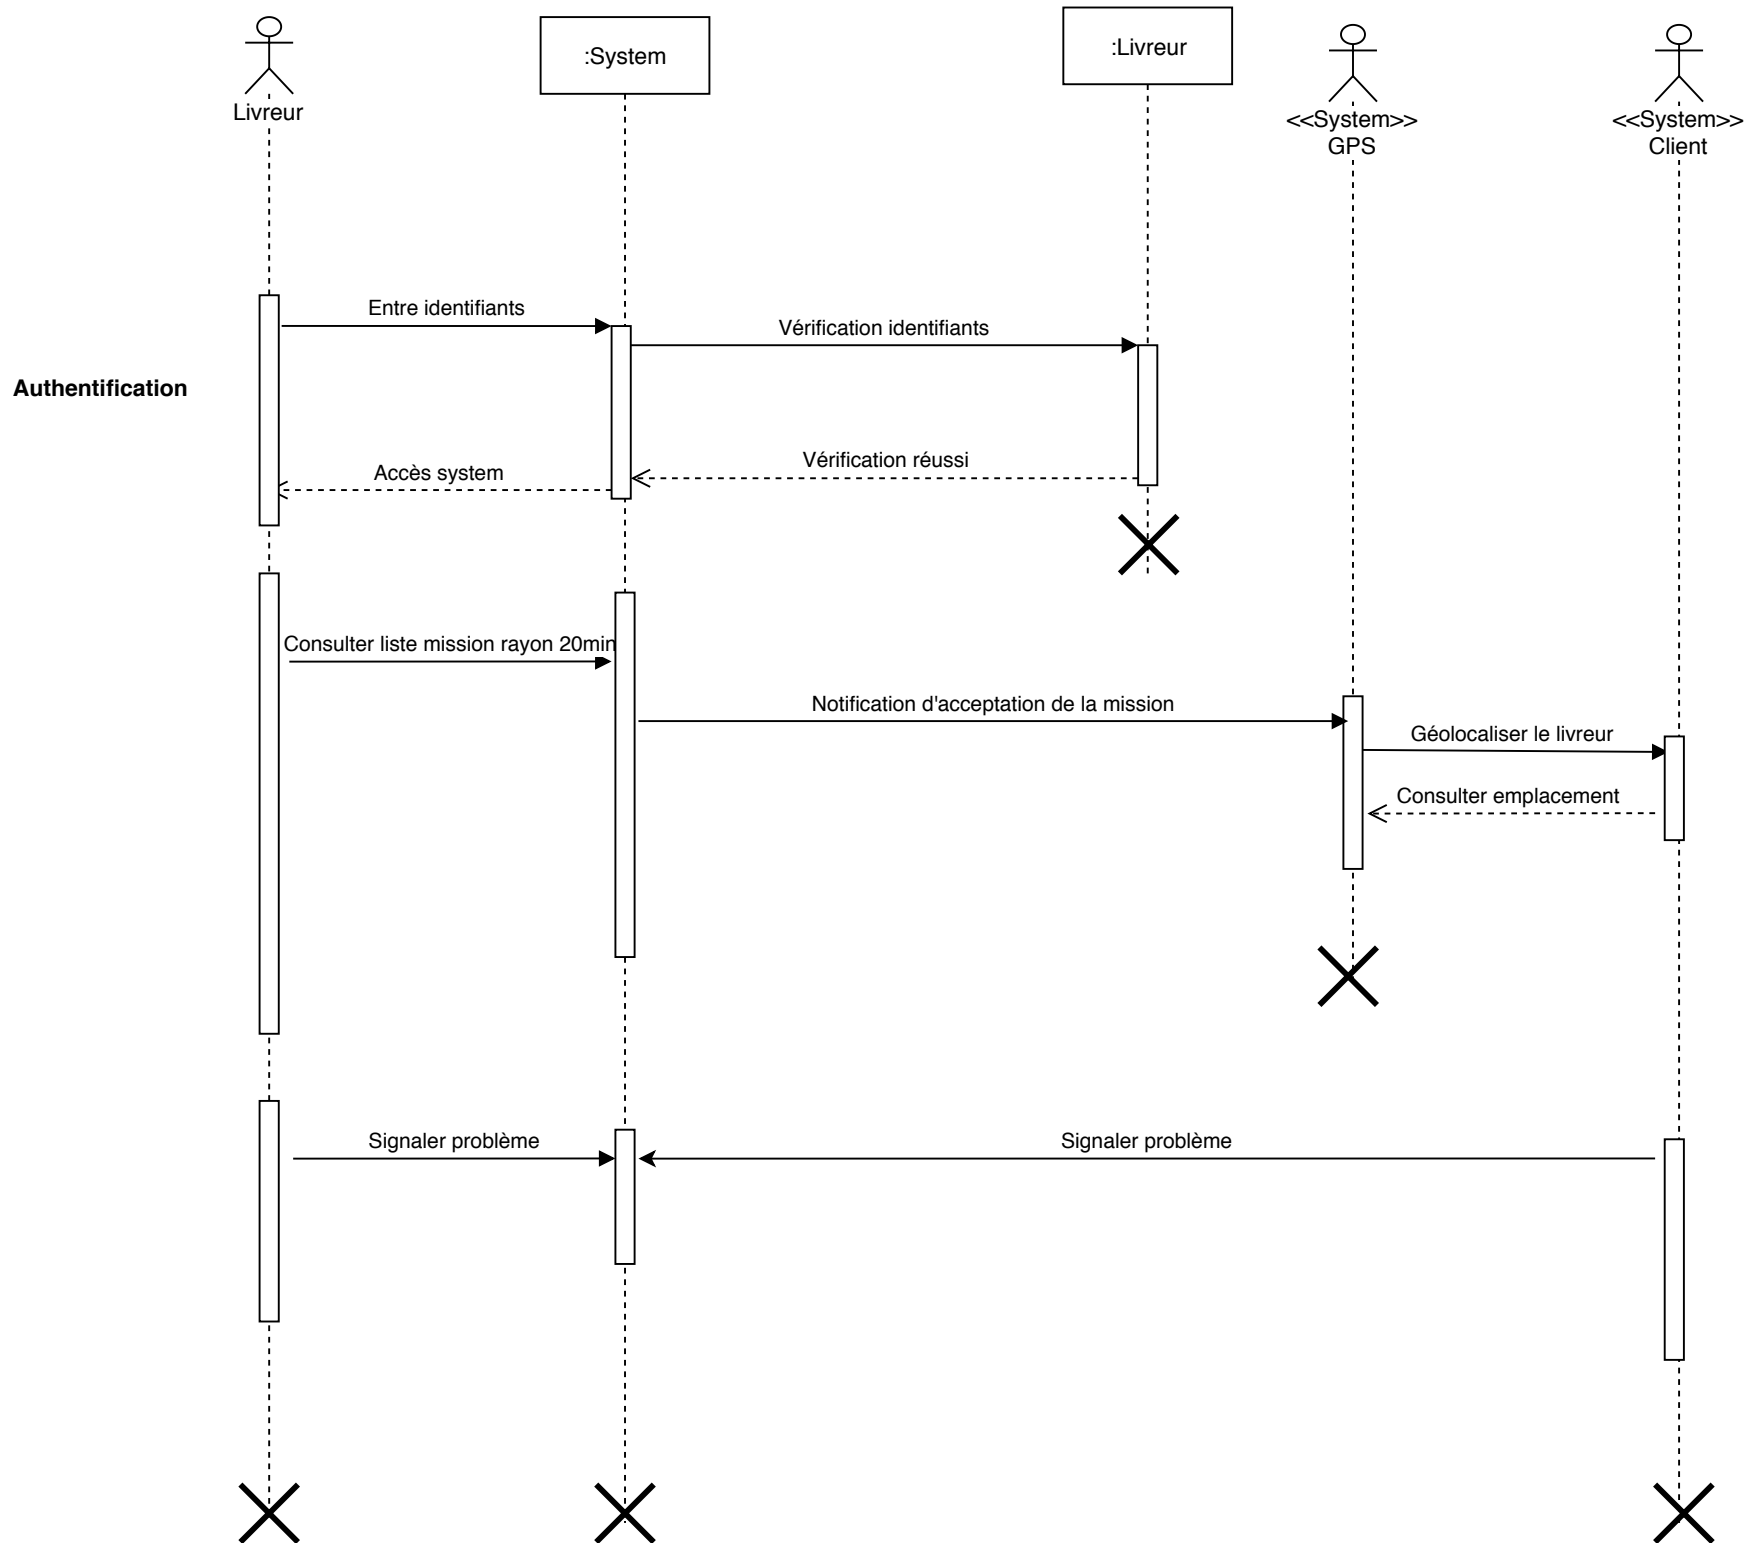 :System
:Livreur
Livreur
<<System>>
GPS
<<System>>
Client
Entre identifiants
Vérification identifiants
Authentification
Vérification réussi
Accès system
Consulter liste mission rayon 20min
Notification d'acceptation de la mission
Géolocaliser le livreur
Consulter emplacement
Signaler problème
Signaler problème